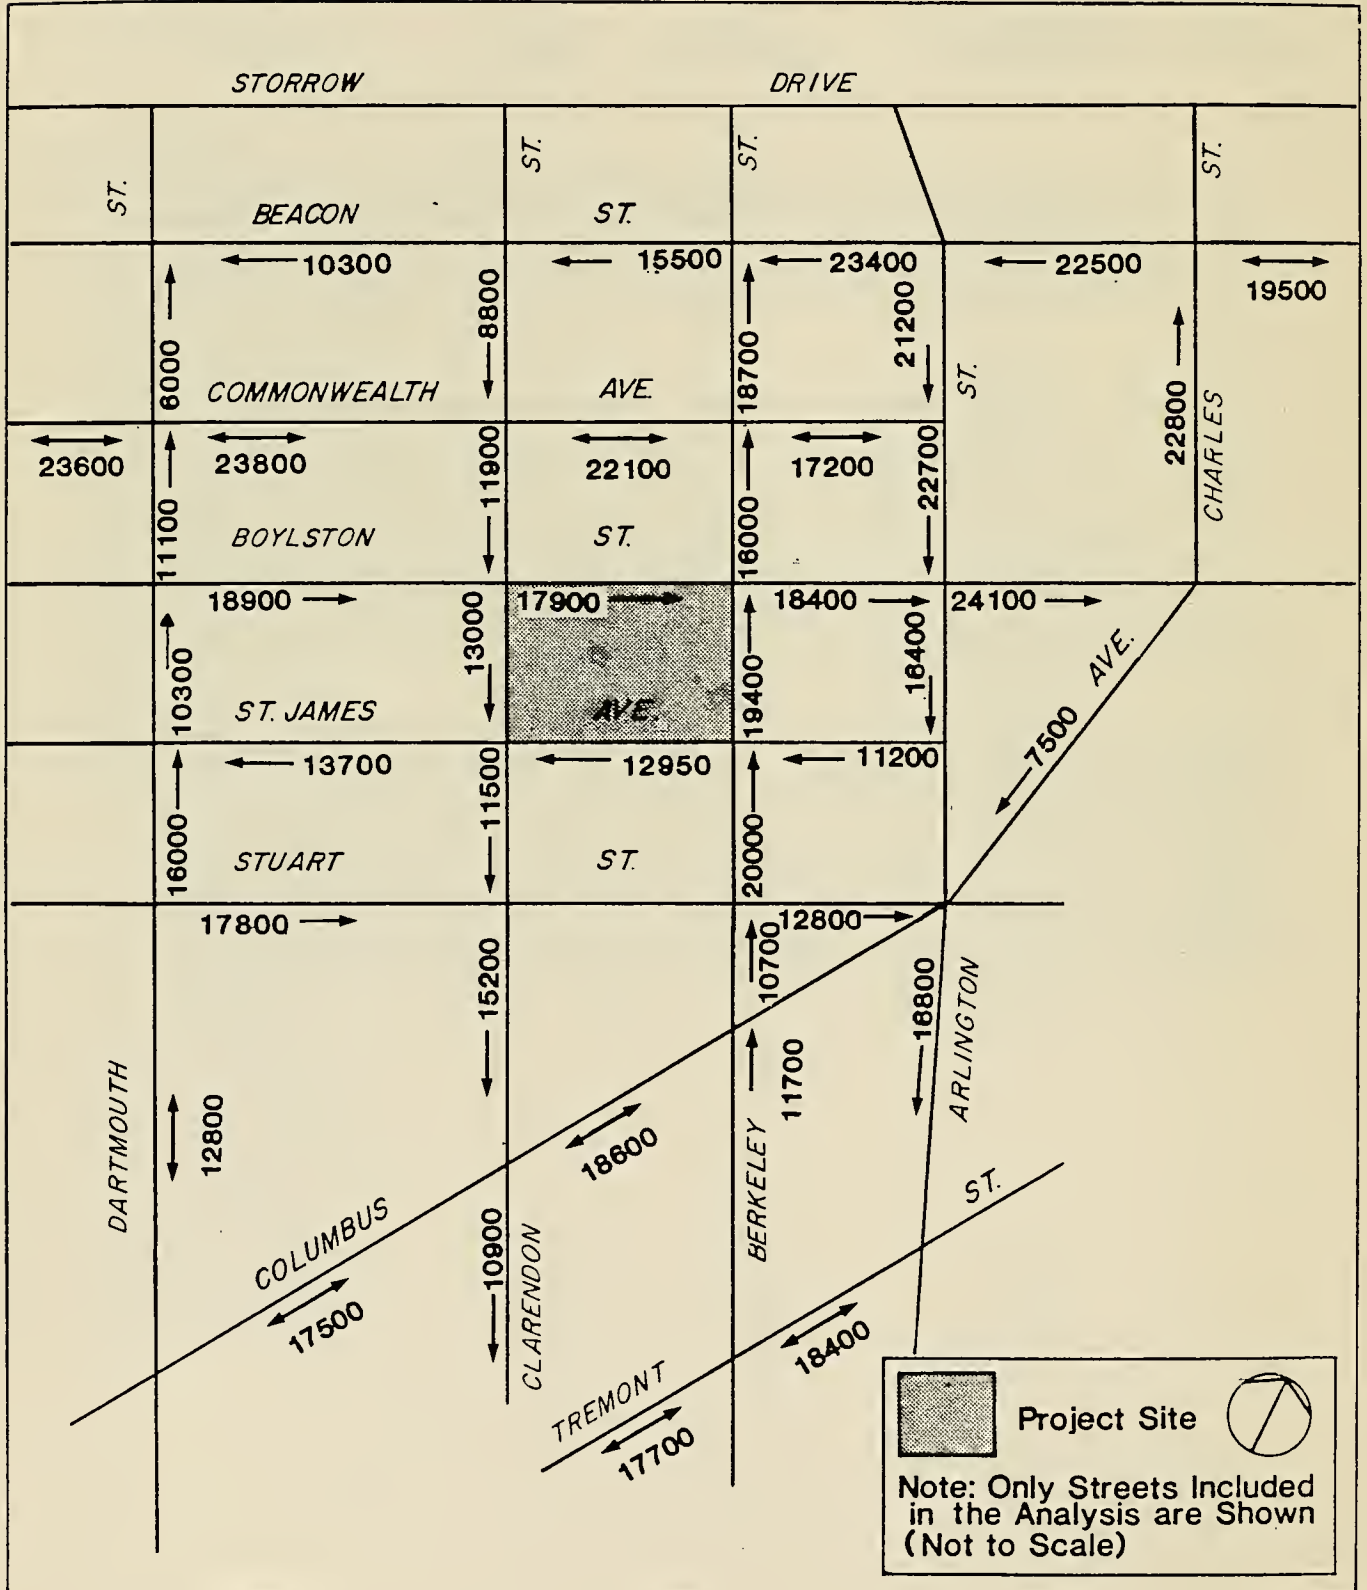 STORROW DRIVE
ST. ST. ST. ST.
BEACON ST.
10300 15500 23400 22500 19500
6000 8800 18700 21200 ST. 22800 CHARLES
COMMONWEALTH AVE.
23600 23800 22100 17200
11100 11900 16000 22700
BOYLSTON ST.
18900 17900 18400 24100
10300 13000 19400 16400 AVE.
ST. JAMES AVE.
7500
13700 12950 11200
16000 11500 20000
STUART ST.
17800 12800
15200 10700 16800 ARLINGTON
DARTMOUTH 12800 11700
18600 BERKELEY
COLUMBUS ST.
17500 10900 CLARENDON
18400
TREMONT
17700
Project Site
Note: Only Streets Included
in the Analysis are Shown
(Not to Scale)